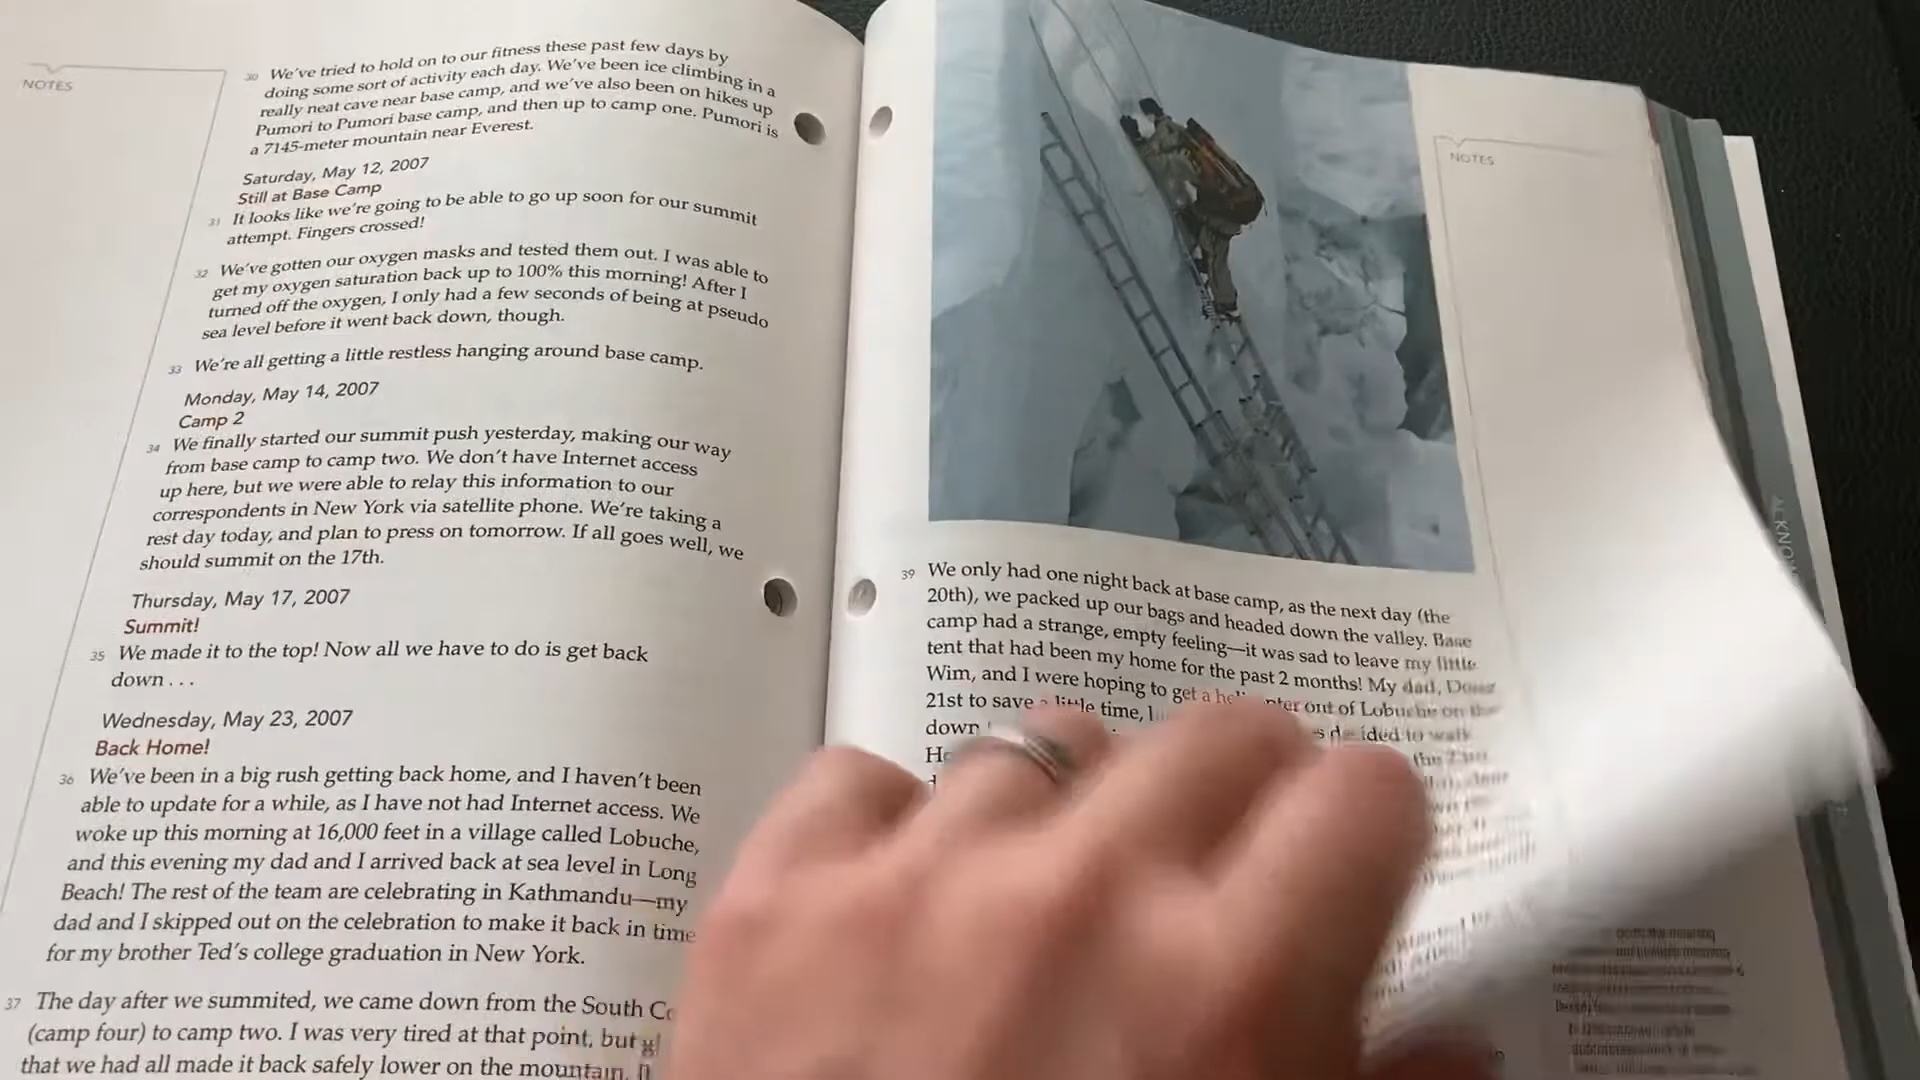 NOTES
30 We've tried to hold on to our fitness these past few days by
doing some sort of activity each day. We've been ice climbing in a
really neat cave near base camp, and we've also been on hikes up
Pumori to Pumori base camp, and then up to camp one. Pumori is
a 7145-meter mountain near Everest.
Saturday, May 12, 2007
Still at Base Camp
31 It looks like we're going to be able to go up soon for our summit
attempt. Fingers crossed!
32 We've gotten our oxygen masks and tested them out. I was able to
get my oxygen saturation back up to 100% this morning! After I
turned off the oxygen, I only had a few seconds of being at pseudo
sea level before it went back down, though.
33 We're all getting a little restless hanging around base camp.
Monday, May 14, 2007
Camp 2
34 We finally started our summit push yesterday, making our way
from base camp to camp two. We don't have Internet access
up here, but we were able to relay this information to our
correspondents in New York via satellite phone. We're taking a
rest day today, and plan to press on tomorrow. If all goes well, we
should summit on the 17th.
Thursday, May 17, 2007
Summit!
35 We made it to the top! Now all we have to do is get back
down . . .
Wednesday, May 23, 2007
Back Home!
36 We've been in a big rush getting back home, and I haven't been
able to update for a while, as I have not had Internet access. We
woke up this morning at 16,000 feet in a village called Lobuche,
and this evening my dad and I arrived back at sea level in Long
Beach! The rest of the team are celebrating in Kathmandu—my
dad and I skipped out on the celebration to make it back in time
for my brother Ted's college graduation in New York.
37 The day after we summited, we came down from the South
(camp four) to camp two. I was very tired at that point, but
that we had all made it back safely lower on the mountain.
NOTES
39 We only had one night back at base camp, as the next day (the
20th), we packed up our bags and headed down the valley. Base
camp had a strange, empty feeling—it was sad to leave my little
tent that had been my home for the past 2 months! My dad,
Wim, and I were hoping to get a out of Lobuche on the
21st to save a little time,
down decided to walk